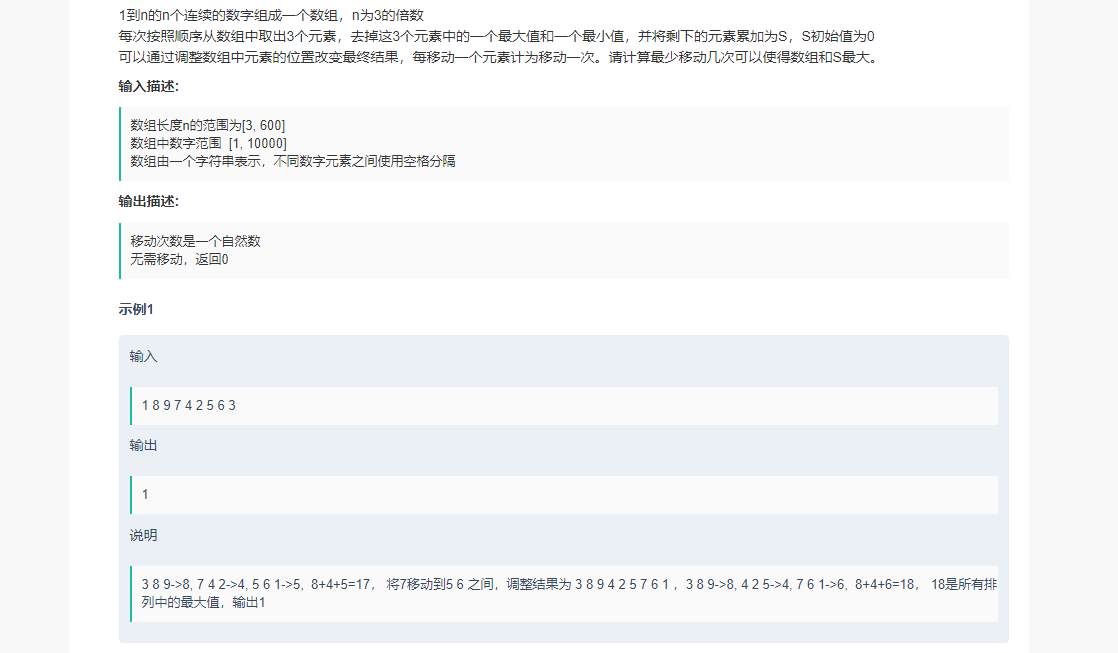 1到n的n个连续的数字组成一个数组，n为3的倍数
每次按照顺序从数组中取出3个元素，去掉这3个元素中的一个最大值和一个最小值，并将剩下的元素累加为S，S初始值为0
可以通过调整数组中元素的位置改变最终结果，每移动一个元素计为移动一次。请计算最少移动几次可以使得数组和S最大。
输入描述:
数组长度n的范围为[3, 600]
数组中数字范围 [1, 10000]
数组由一个字符串表示，不同数字元素之间使用空格分隔
输出描述:
移动次数是一个自然数
无需移动，返回0
示例1
输入
1 8 9 7 4 2 5 6 3
输出
1
说明
3 8 9->8, 7 4 2->4, 5 6 1->5, 8+4+5=17， 将7移动到5 6 之间，调整结果为 3 8 9 4 2 5 7 6 1 ，3 8 9->8, 4 2 5->4, 7 6 1->6, 8+4+6=18， 18是所有排
列中的最大值，输出1